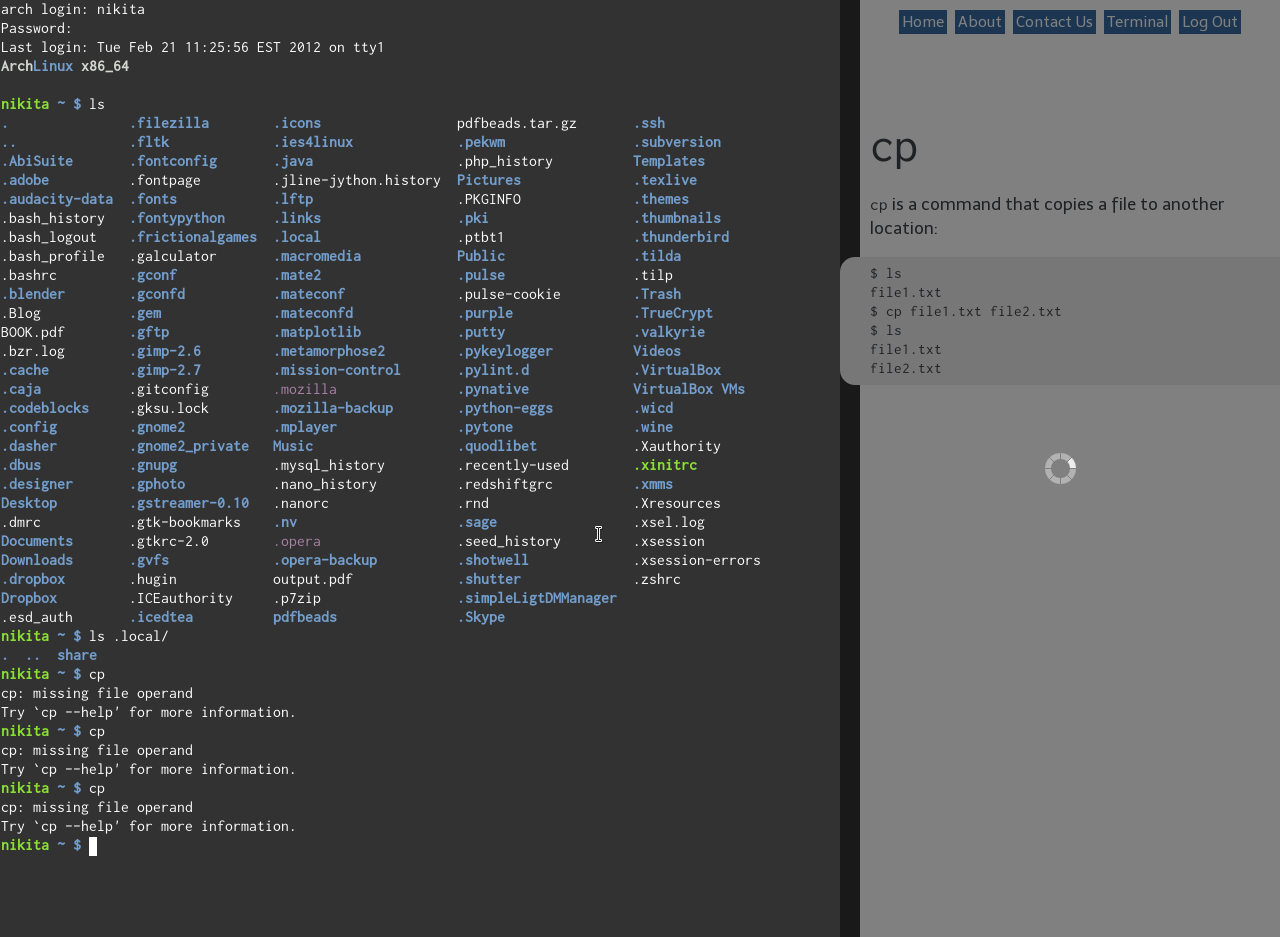 arch login: nikita
Password:
Last login: Tue Feb 21 11:25:56 EST 2012 on tty1
ArchLinux x86_64
nikita ~ $ ls
. .filezilla .icons pdfbeads.tar.gz .ssh
.. .fltk .ies4linux .pekwm .subversion
.AbiSuite .fontconfig .java .php_history Templates
.adobe .fontpage .jline-jython.history Pictures .texlive
.audacity-data .fonts .lftp .PKGINFO .themes
.bash_history .fontypython .links .pki .thumbnails
.bash_logout .frictionalgames .local .ptbt1 .thunderbird
.bash_profile .galculator .macromedia Public .tilda
.bashrc .gconf .mate2 .pulse .tilp
.blender .gconfd .mateconf .pulse-cookie .Trash
.Blog .gem .mateconfd .purple .TrueCrypt
BOOK.pdf .gftp .matplotlib .putty .valkyrie
.bzr.log .gimp-2.6 .metamorphose2 .pykeylogger Videos
.cache .gimp-2.7 .mission-control .pylint.d .VirtualBox
.caja .gitconfig .mozilla .pynative VirtualBox VMs
.codeblocks .gksu.lock .mozilla-backup .python-eggs .wicd
.config .gnome2 .mplayer .pytone .wine
.dasher .gnome2_private Music .quodlibet .Xauthority
.dbus .gnupg .mysql_history .recently-used .xinitrc
.designer .gphoto .nano_history .redshiftgrc .xmms
Desktop .gstreamer-0.10 .nanorc .rnd .Xresources
.dmrc .gtk-bookmarks .nv .sage .xsel.log
Documents .gtkrc-2.0 .opera .seed_history .xsession
Downloads .gvfs .opera-backup .shotwell .xsession-errors
.dropbox .hugin output.pdf .shutter .zshrc
Dropbox .ICEauthority .p7zip .simpleLigtDMManager
.esd_auth .icedtea pdfbeads .Skype
nikita ~ $ ls .local/
. .. share
nikita ~ $ cp
cp: missing file operand
Try `cp --help' for more information.
nikita ~ $ cp
cp: missing file operand
Try `cp --help' for more information.
nikita ~ $ cp
cp: missing file operand
Try `cp --help' for more information.
nikita ~ $
Home About Contact Us Terminal Log Out
cp
cp is a command that copies a file to another
location:
$ ls
file1.txt
$ cp file1.txt file2.txt
$ ls
file1.txt
file2.txt